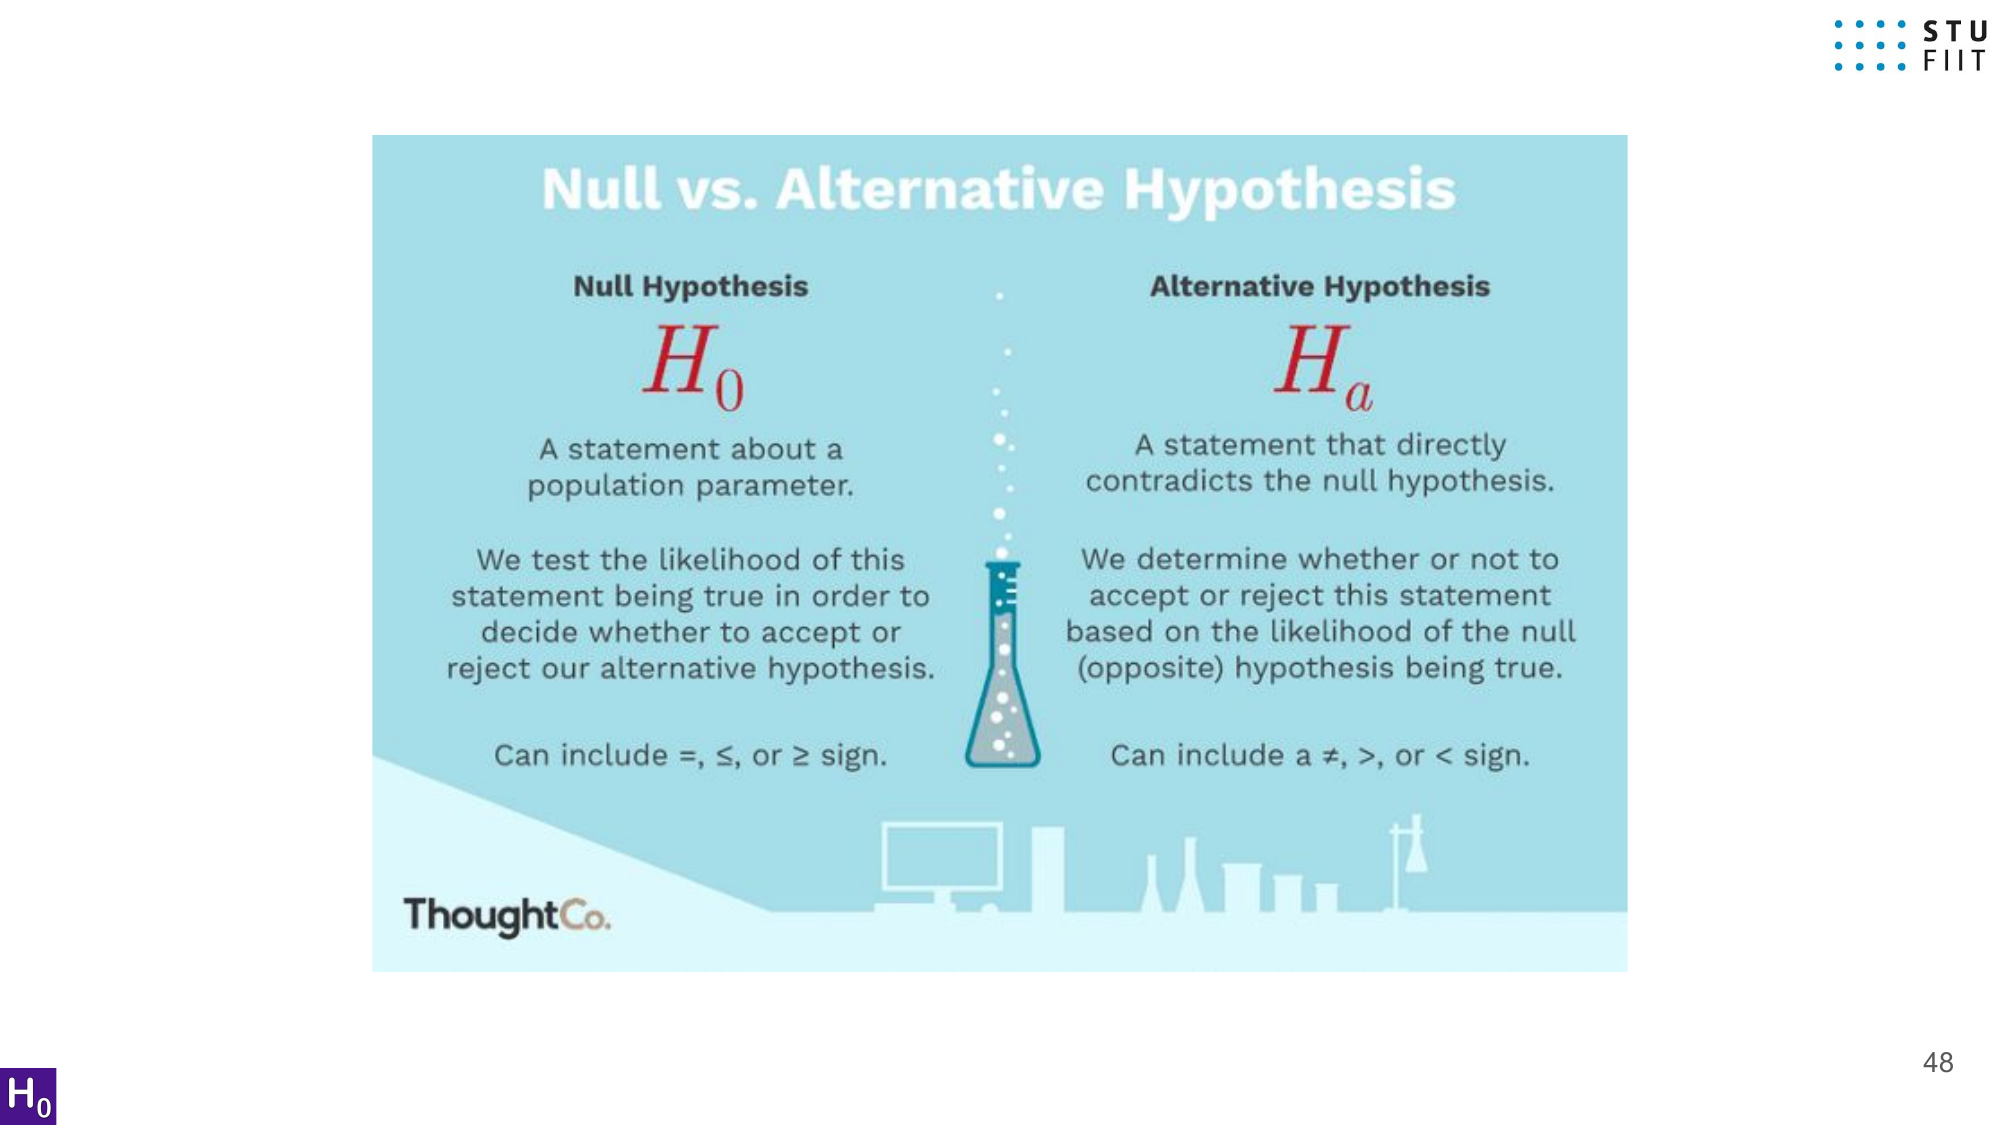 STU
FIIT
Null vs. Alternative Hypothesis
Null Hypothesis
H0
A statement about a
population parameter.
We test the likelihood of this
statement being true in order to
decide whether to accept or
reject our alternative hypothesis.
Can include =, ≤, or ≥ sign.
Alternative Hypothesis
Ha
A statement that directly
contradicts the null hypothesis.
We determine whether or not to
accept or reject this statement
based on the likelihood of the null
(opposite) hypothesis being true.
Can include a ≠, >, or < sign.
ThoughtCo.
48
H0